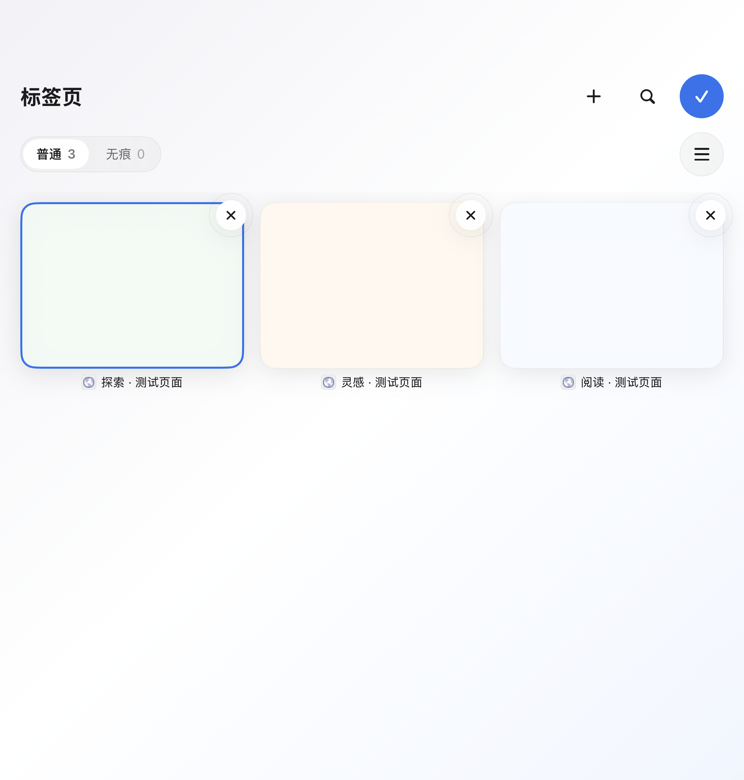 标签页
普通 3 无痕 0
探索 · 测试页面
灵感 · 测试页面
阅读 · 测试页面